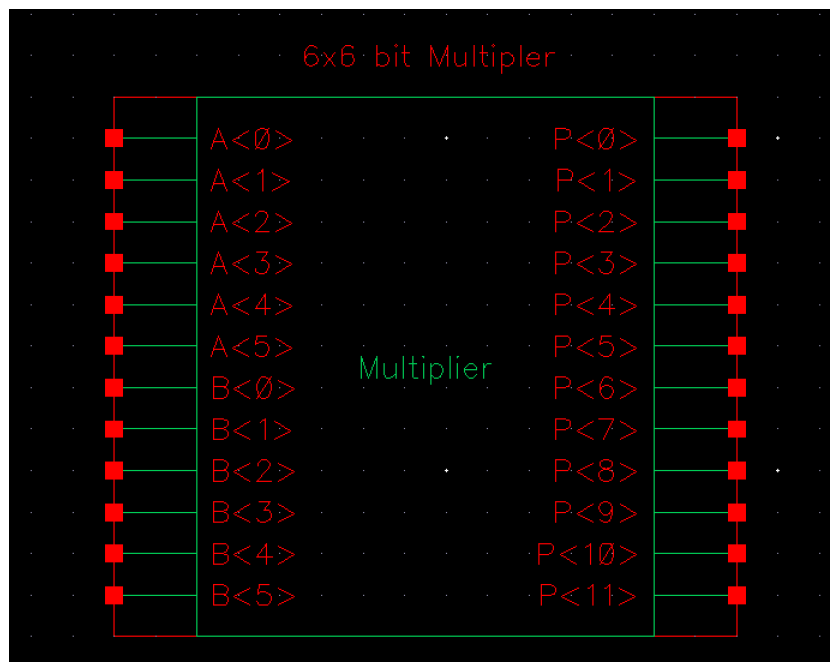 6x6 bit Multipler
A<0> P<0>
A<1> P<1>
A<2> P<2>
A<3> P<3>
A<4> P<4>
A<5> P<5>
Multiplier
B<0> P<6>
B<1> P<7>
B<2> P<8>
B<3> P<9>
B<4> P<10>
B<5> P<11>